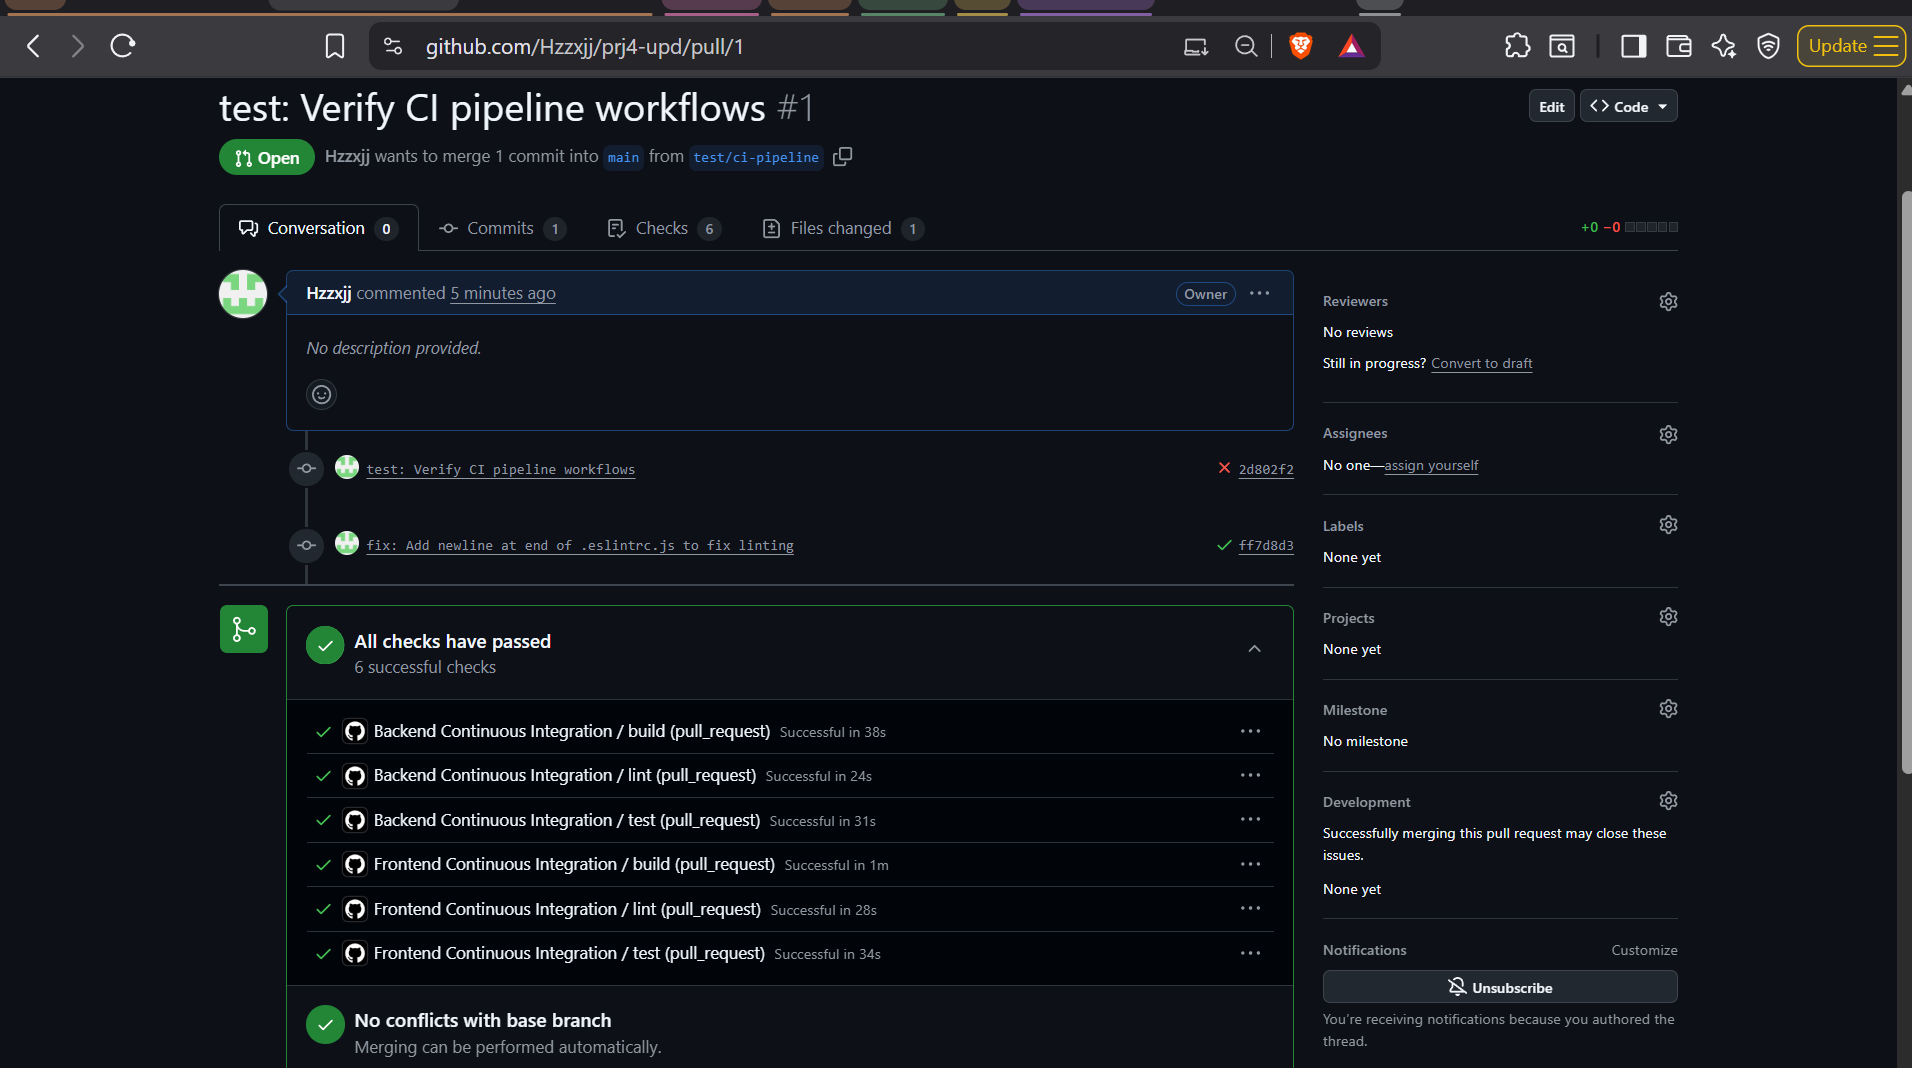 github.com/Hzzxjj/prj4-upd/pull/1
Update
test: Verify CI pipeline workflows #1
Edit
Code
Open
Hzzxjj wants to merge 1 commit into main from test/ci-pipeline
Conversation 0
Commits 1
Checks 6
Files changed 1
+0 −0
Hzzxjj commented 5 minutes ago
Owner
No description provided.
test: Verify CI pipeline workflows
2d802f2
fix: Add newline at end of .eslintrc.js to fix linting
ff7d8d3
All checks have passed
6 successful checks
Backend Continuous Integration / build (pull_request) Successful in 38s
Backend Continuous Integration / lint (pull_request) Successful in 24s
Backend Continuous Integration / test (pull_request) Successful in 31s
Frontend Continuous Integration / build (pull_request) Successful in 1m
Frontend Continuous Integration / lint (pull_request) Successful in 28s
Frontend Continuous Integration / test (pull_request) Successful in 34s
No conflicts with base branch
Merging can be performed automatically.
Reviewers
No reviews
Still in progress? Convert to draft
Assignees
No one—assign yourself
Labels
None yet
Projects
None yet
Milestone
No milestone
Development
Successfully merging this pull request may close these
issues.
None yet
Notifications
Customize
Unsubscribe
You’re receiving notifications because you authored the
thread.